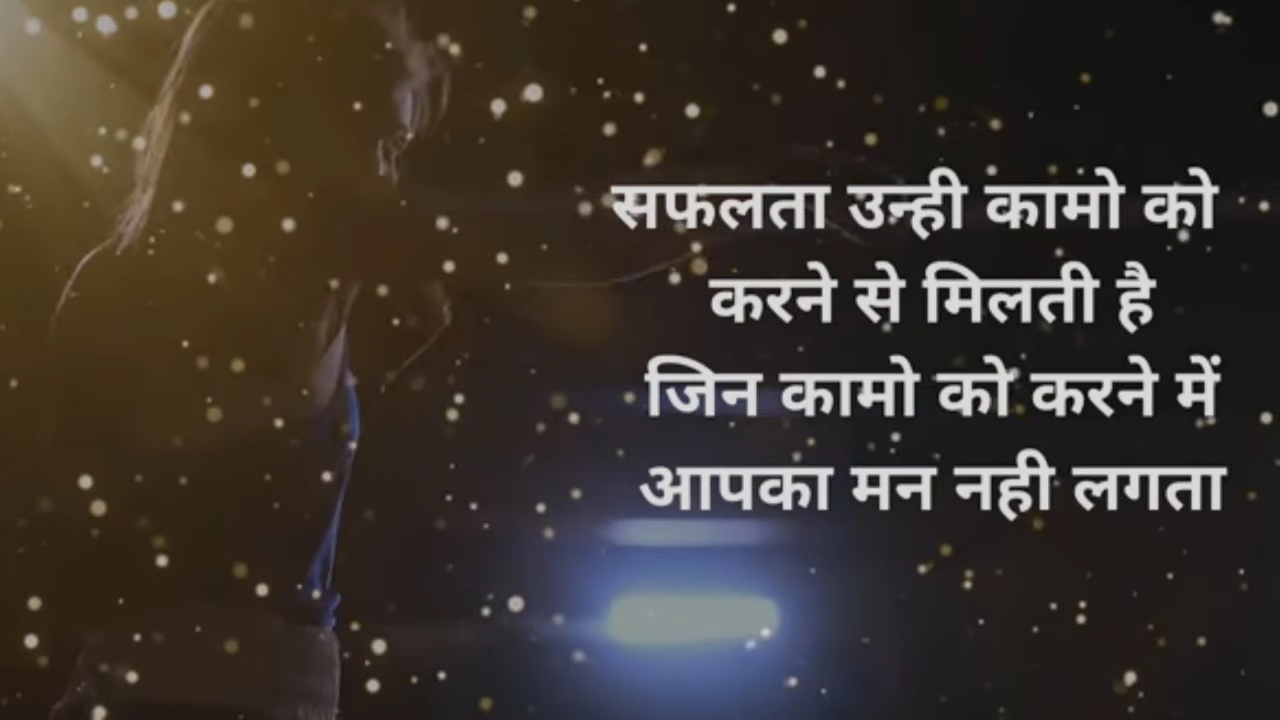 सफलता उन्ही कामो को
करने से मिलती है
जिन कामो को करने में
आपका मन नही लगता